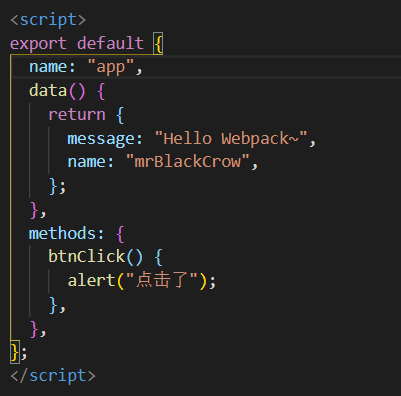 <script>
export default {
name: "app",
data() {
return {
message: "Hello Webpack~",
name: "mrBlackCrow",
};
},
methods: {
btnClick() {
alert("点击了");
},
},
};
</script>